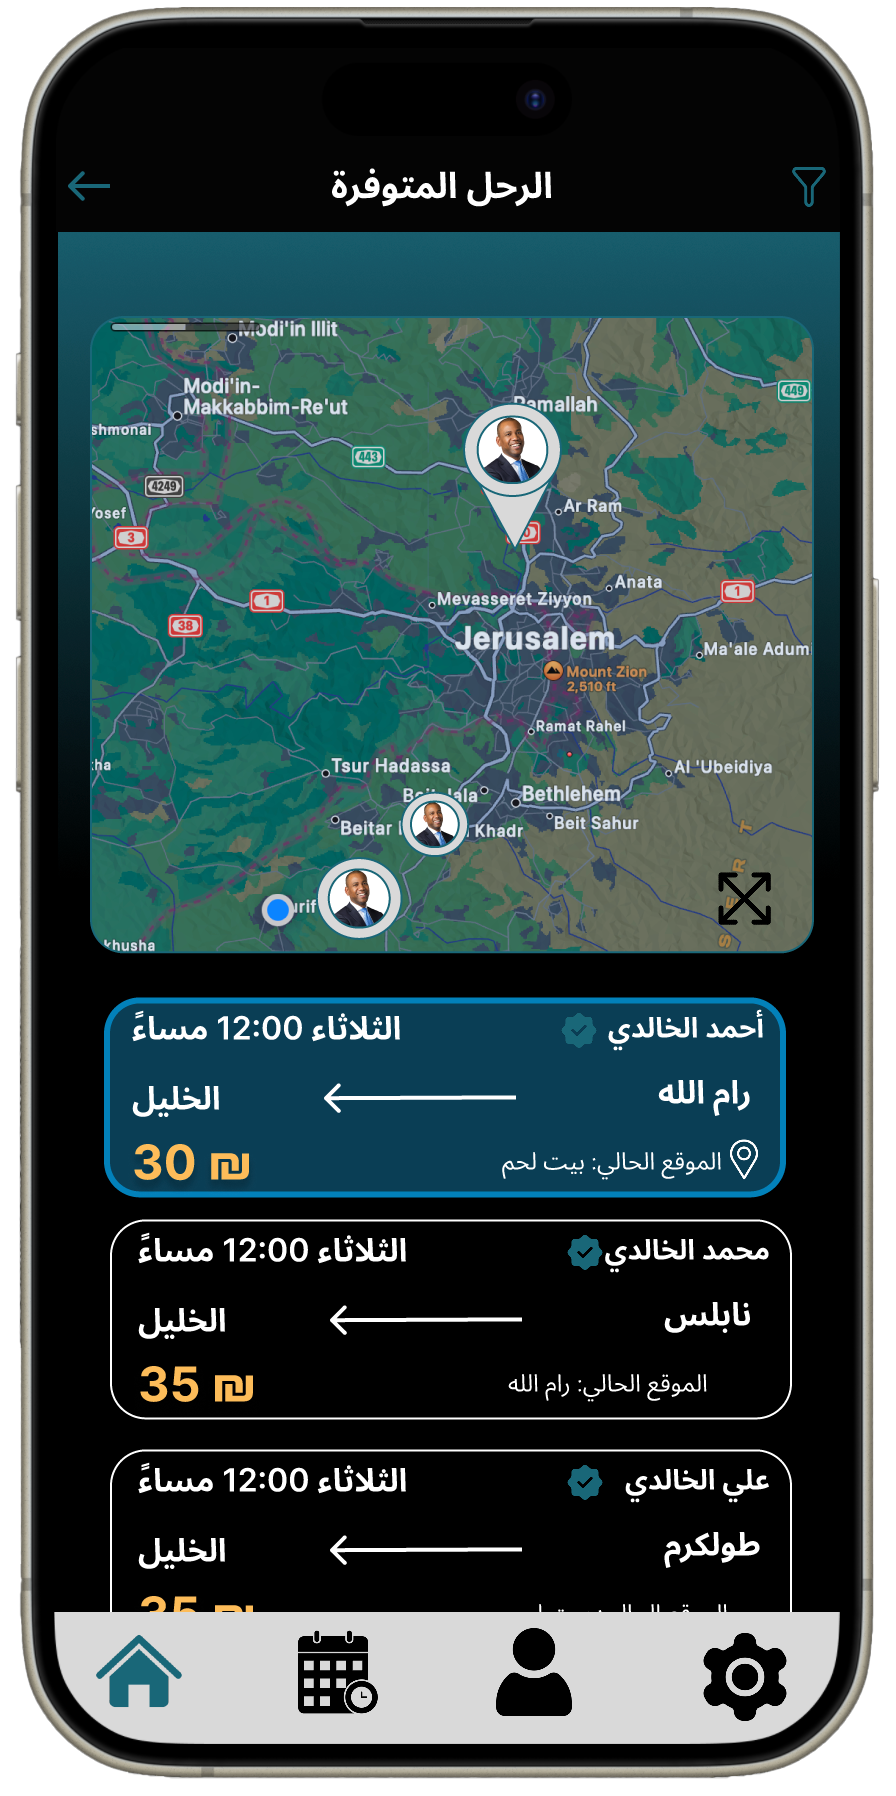 الرحل المتوفرة
Modi'in Illit
Modi'in-
Makkabbim-Re'ut
Ramallah
449
shmonai
443
4249
Yosef
Ar Ram
3
1
Anata
1
Mevasseret Ziyyon
38
Jerusalem
Ma'ale Adum
Mount Zion
2,510 ft
Ramat Rahel
Tsur Hadassa
Al 'Ubeidiya
Bethlehem
Beitar
Khadr
Beit Sahur
urif
khusha
S E R T
أحمد الخالدي الثلاثاء 12:00 مساءً
رام الله الخليل
الموقع الحالي: بيت لحم 30 ₪
محمد الخالدي الثلاثاء 12:00 مساءً
نابلس الخليل
الموقع الحالي: رام الله 35 ₪
علي الخالدي الثلاثاء 12:00 مساءً
طولكرم الخليل
35 ₪